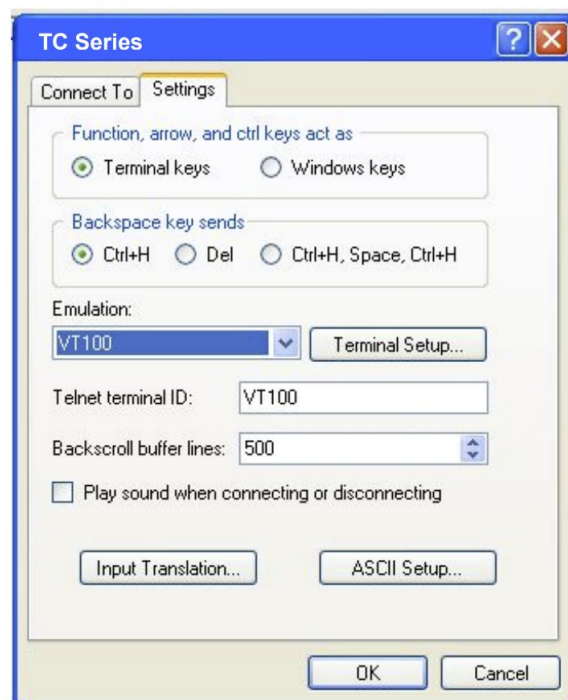 TC Series
Connect To Settings
Function, arrow, and ctrl keys act as
Terminal keys Windows keys
Backspace key sends
Ctrl+H Del Ctrl+H, Space, Ctrl+H
Emulation:
VT100 Terminal Setup...
Telnet terminal ID: VT100
Backscroll buffer lines: 500
Play sound when connecting or disconnecting
Input Translation... ASCII Setup...
OK Cancel